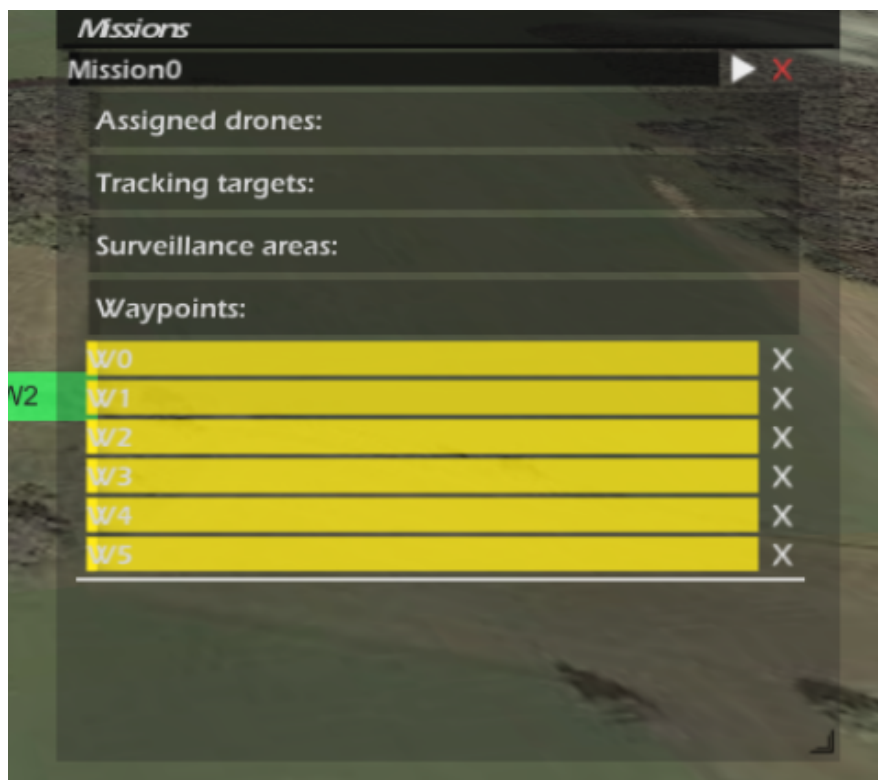 Missions
Mission0 X
Assigned drones:
Tracking targets:
Surveillance areas:
Waypoints:
W0 X
W2
W1 X
W2 X
W3 X
W4 X
W5 X